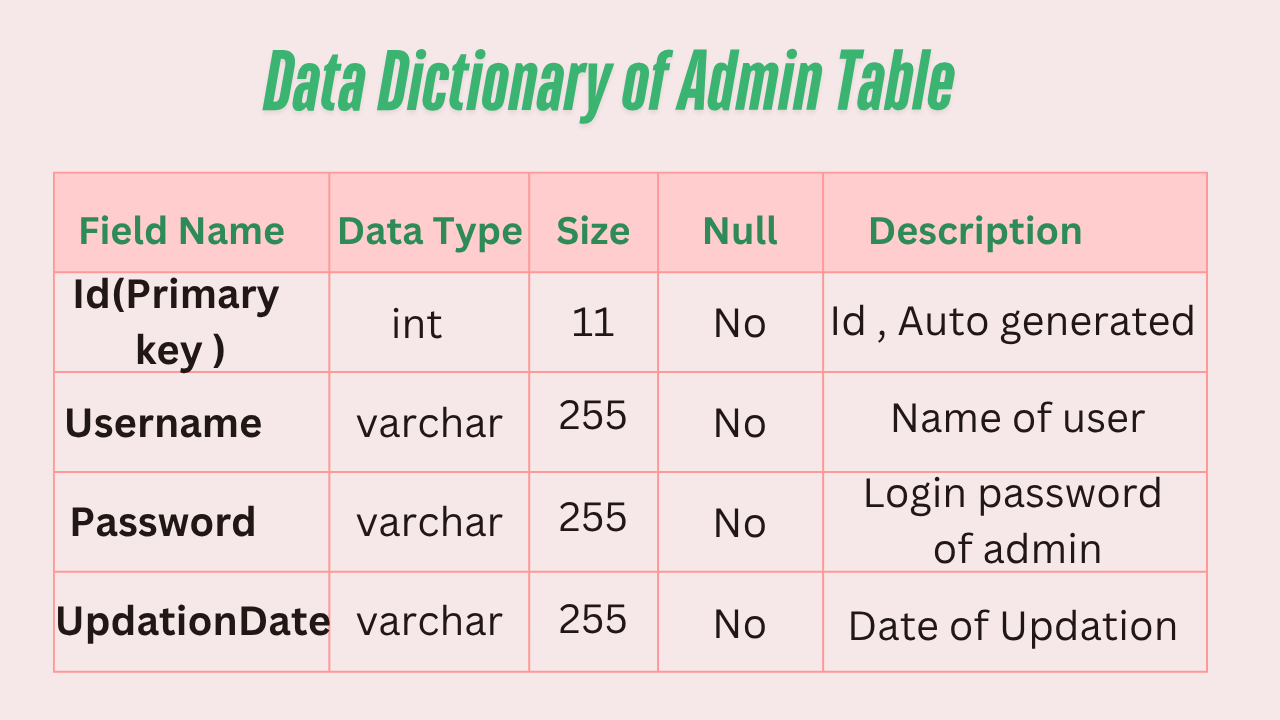 Data Dictionary of Admin Table
Field Name Data Type Size Null Description
Id(Primary
key ) int 11 No Id , Auto generated
Username varchar 255 No Name of user
Password varchar 255 No Login password
of admin
UpdationDate varchar 255 No Date of Updation